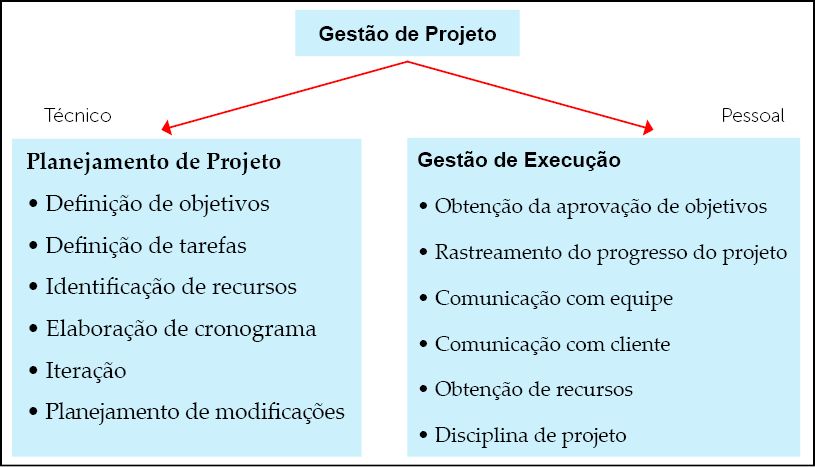 Gestão de Projeto
Técnico
Pessoal
Planejamento de Projeto
• Definição de objetivos
• Definição de tarefas
• Identificação de recursos
• Elaboração de cronograma
• Iteração
• Planejamento de modificações
Gestão de Execução
• Obtenção da aprovação de objetivos
• Rastreamento do progresso do projeto
• Comunicação com equipe
• Comunicação com cliente
• Obtenção de recursos
• Disciplina de projeto